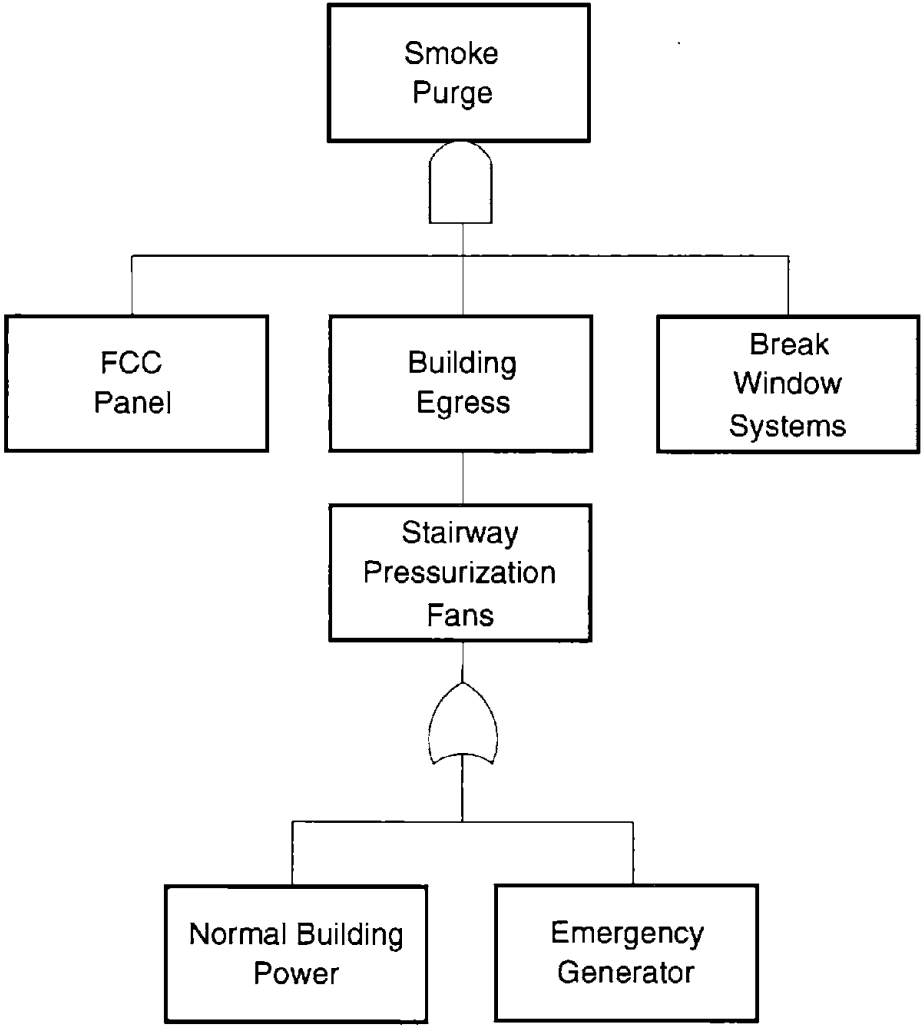 Smoke
Purge
FCC
Panel
Building
Egress
Break
Window
Systems
Stairway
Pressurization
Fans
Normal Building
Power
Emergency
Generator